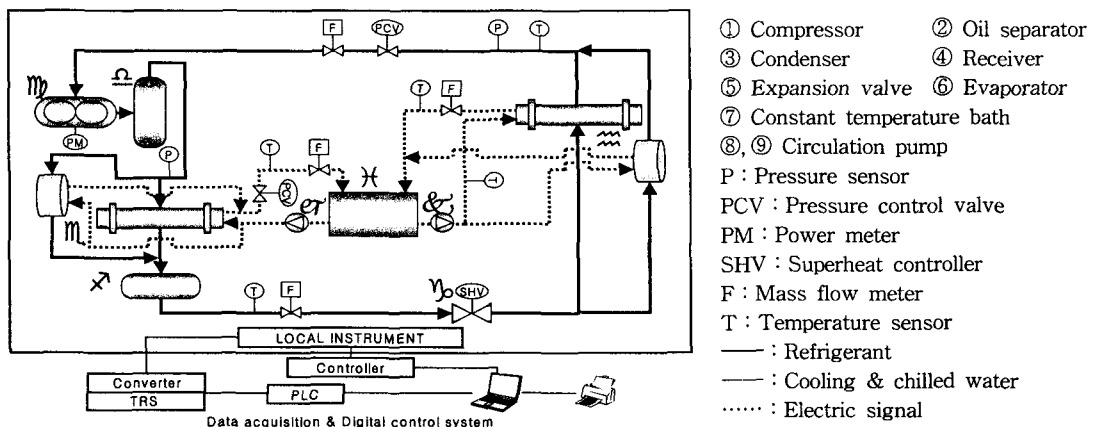 F PCV P T
♍ ♎
PM
P
T F
T F
♒
T
PCV
♓
er &
♏
♐
T F ♑ SHV
LOCAL INSTRUMENT
Controller
Converter
TRS
PLC
Data acquisition & Digital control system
① Compressor ② Oil separator
③ Condenser ④ Receiver
⑤ Expansion valve ⑥ Evaporator
⑦ Constant temperature bath
⑧, ⑨ Circulation pump
P : Pressure sensor
PCV : Pressure control valve
PM : Power meter
SHV : Superheat controller
F : Mass flow meter
T : Temperature sensor
: Refrigerant
: Cooling & chilled water
: Electric signal